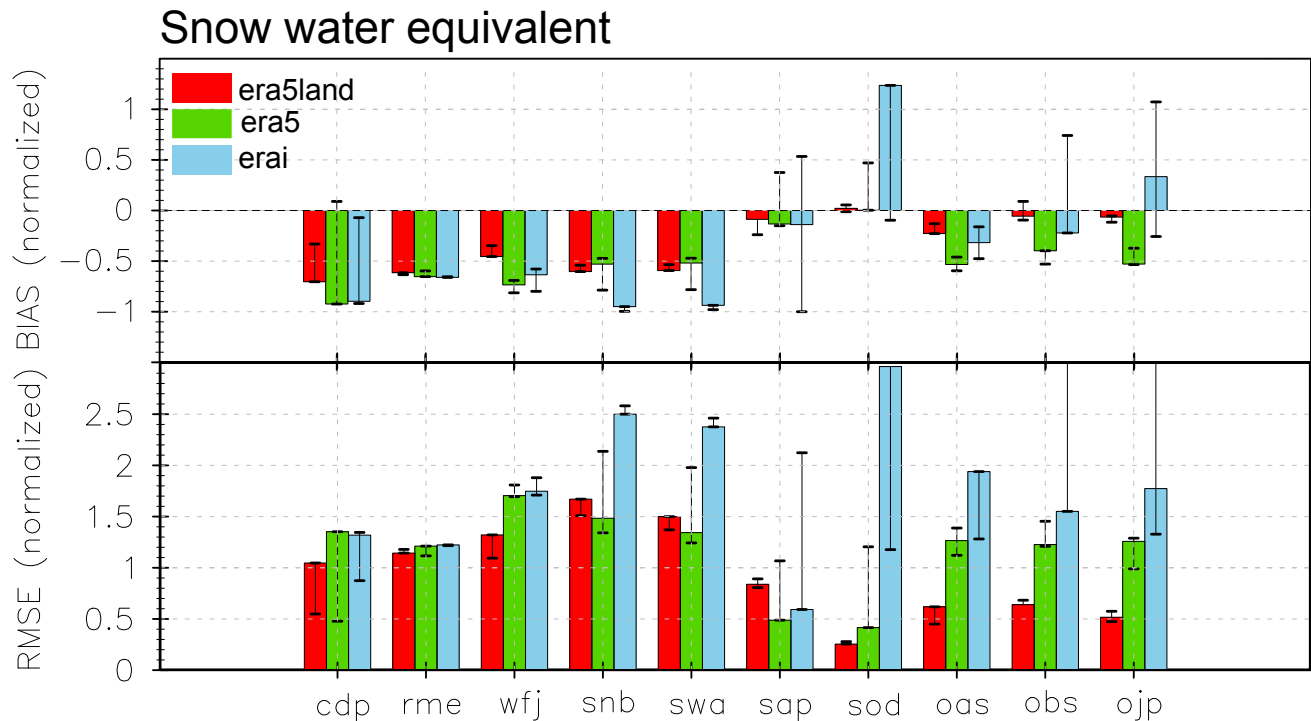 Snow water equivalent
era5land
era5
erai
BIAS (normalized)
1
0.5
0
−0.5
−1
RMSE (normalized)
2.5
2
1.5
1
0.5
0
cdp rme wfj snb swa sap sod oas obs ojp